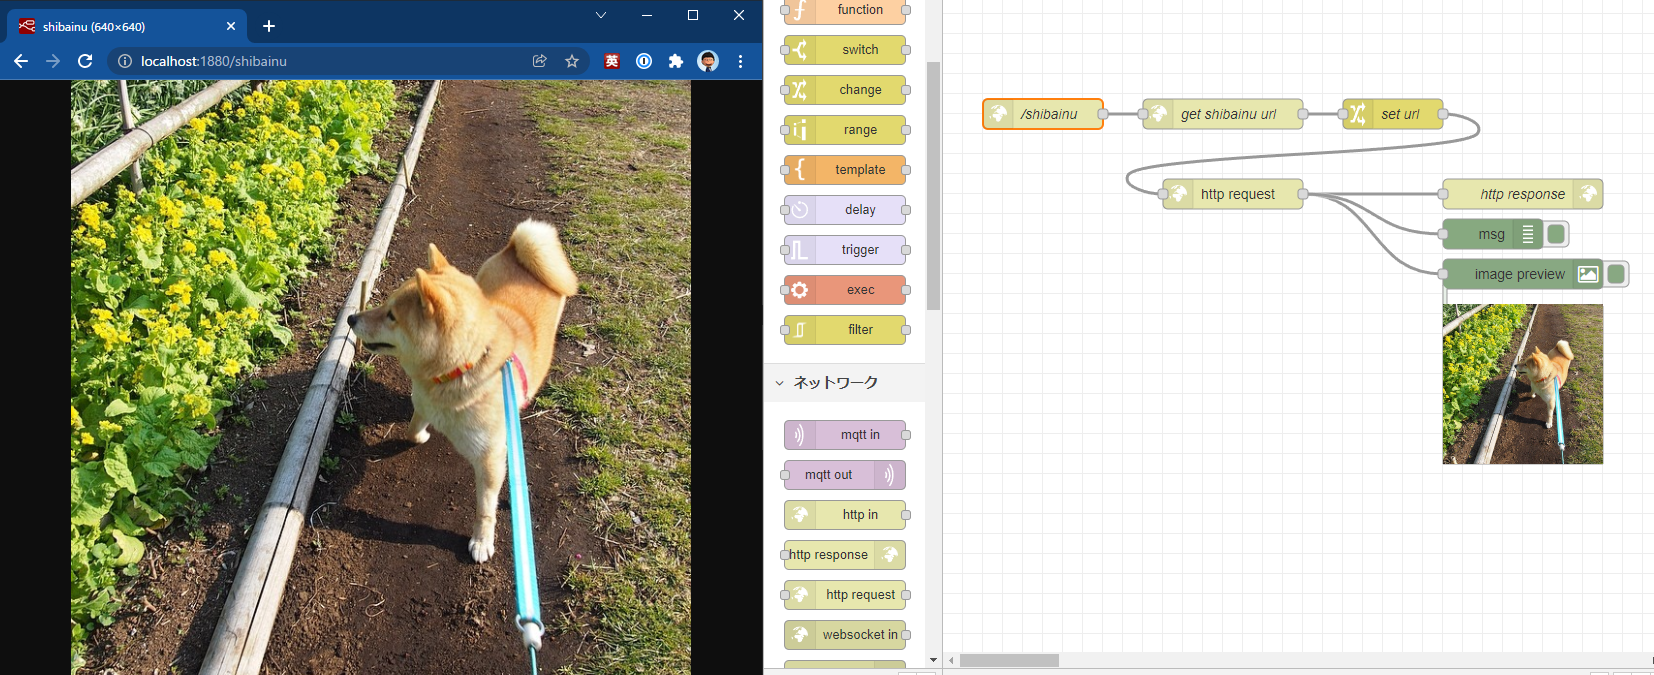 shibainu (640×640)
localhost:1880/shibainu
英
function
switch
change
range
template
delay
trigger
exec
filter
ネットワーク
mqtt in
mqtt out
http in
http response
http request
websocket in
/shibainu
get shibainu url
set url
http request
http response
msg
image preview